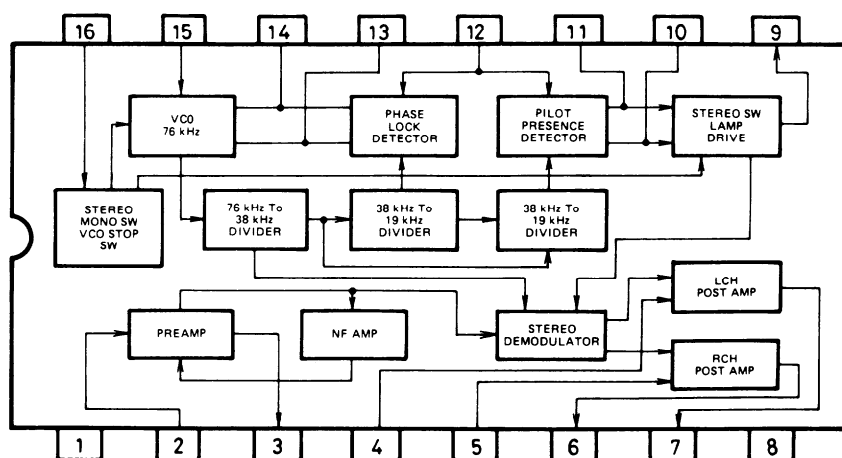 16 15 14 13 12 11 10 9
VCO
76 kHz
PHASE
LOCK
DETECTOR
PILOT
PRESENCE
DETECTOR
STEREO SW
LAMP
DRIVE
STEREO
MONO SW
VCO STOP
SW
76 kHz To
38 kHz
DIVIDER
38 kHz To
19 kHz
DIVIDER
38 kHz To
19 kHz
DIVIDER
PREAMP
NF AMP
STEREO
DEMODULATOR
LCH
POST AMP
RCH
POST AMP
1 2 3 4 5 6 7 8